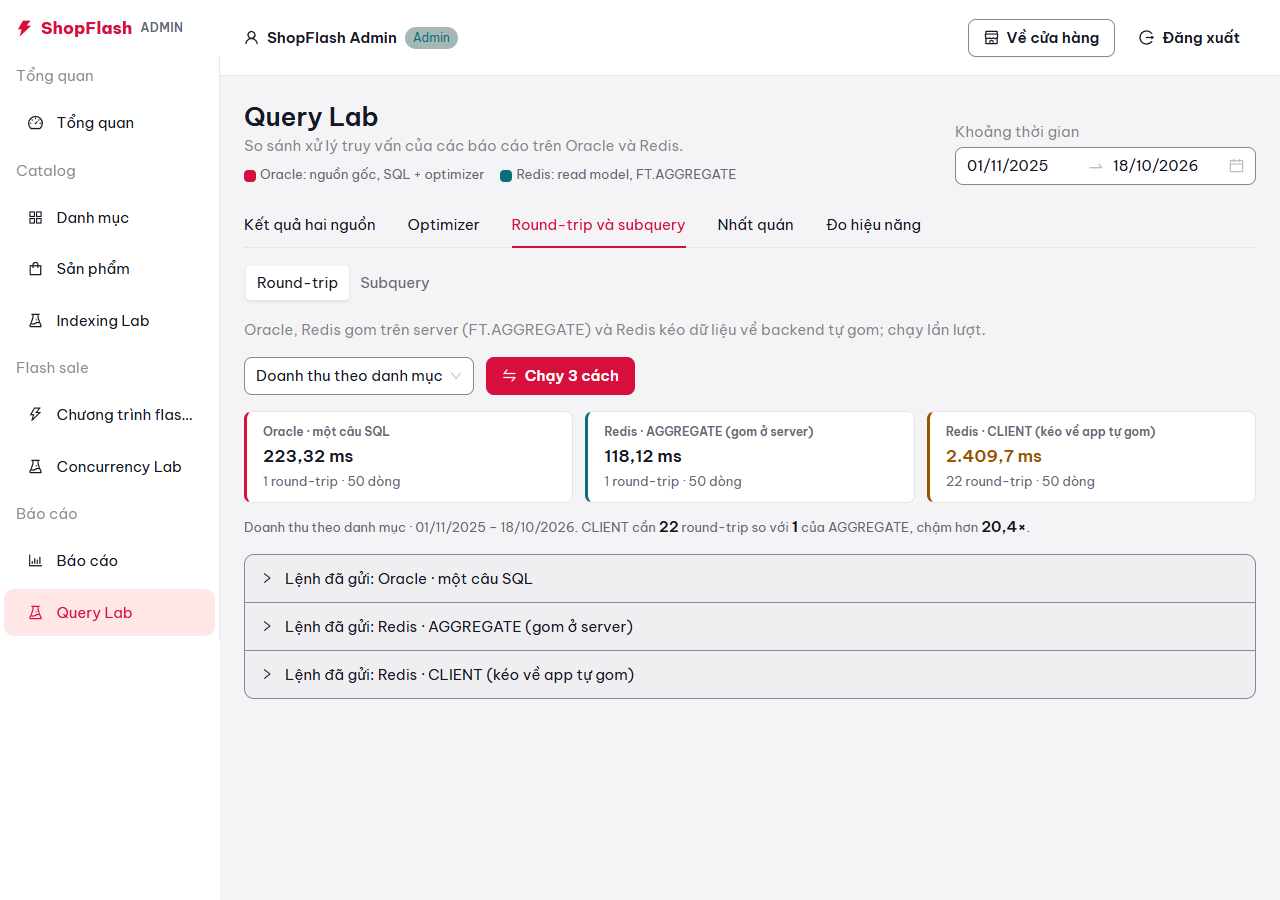 ShopFlash ADMIN
Tổng quan
Tổng quan
Catalog
Danh mục
Sản phẩm
Indexing Lab
Flash sale
Chương trình flas...
Concurrency Lab
Báo cáo
Báo cáo
Query Lab
ShopFlash Admin Admin
Về cửa hàng
Đăng xuất
Query Lab
So sánh xử lý truy vấn của các báo cáo trên Oracle và Redis.
Oracle: nguồn gốc, SQL + optimizer
Redis: read model, FT.AGGREGATE
Khoảng thời gian
01/11/2025 → 18/10/2026
Kết quả hai nguồn Optimizer Round-trip và subquery Nhất quán Đo hiệu năng
Round-trip Subquery
Oracle, Redis gom trên server (FT.AGGREGATE) và Redis kéo dữ liệu về backend tự gom; chạy lần lượt.
Doanh thu theo danh mục
Chạy 3 cách
Oracle · một câu SQL
223,32 ms
1 round-trip · 50 dòng
Redis · AGGREGATE (gom ở server)
118,12 ms
1 round-trip · 50 dòng
Redis · CLIENT (kéo về app tự gom)
2.409,7 ms
22 round-trip · 50 dòng
Doanh thu theo danh mục · 01/11/2025 – 18/10/2026. CLIENT cần 22 round-trip so với 1 của AGGREGATE, chậm hơn 20,4×.
Lệnh đã gửi: Oracle · một câu SQL
Lệnh đã gửi: Redis · AGGREGATE (gom ở server)
Lệnh đã gửi: Redis · CLIENT (kéo về app tự gom)